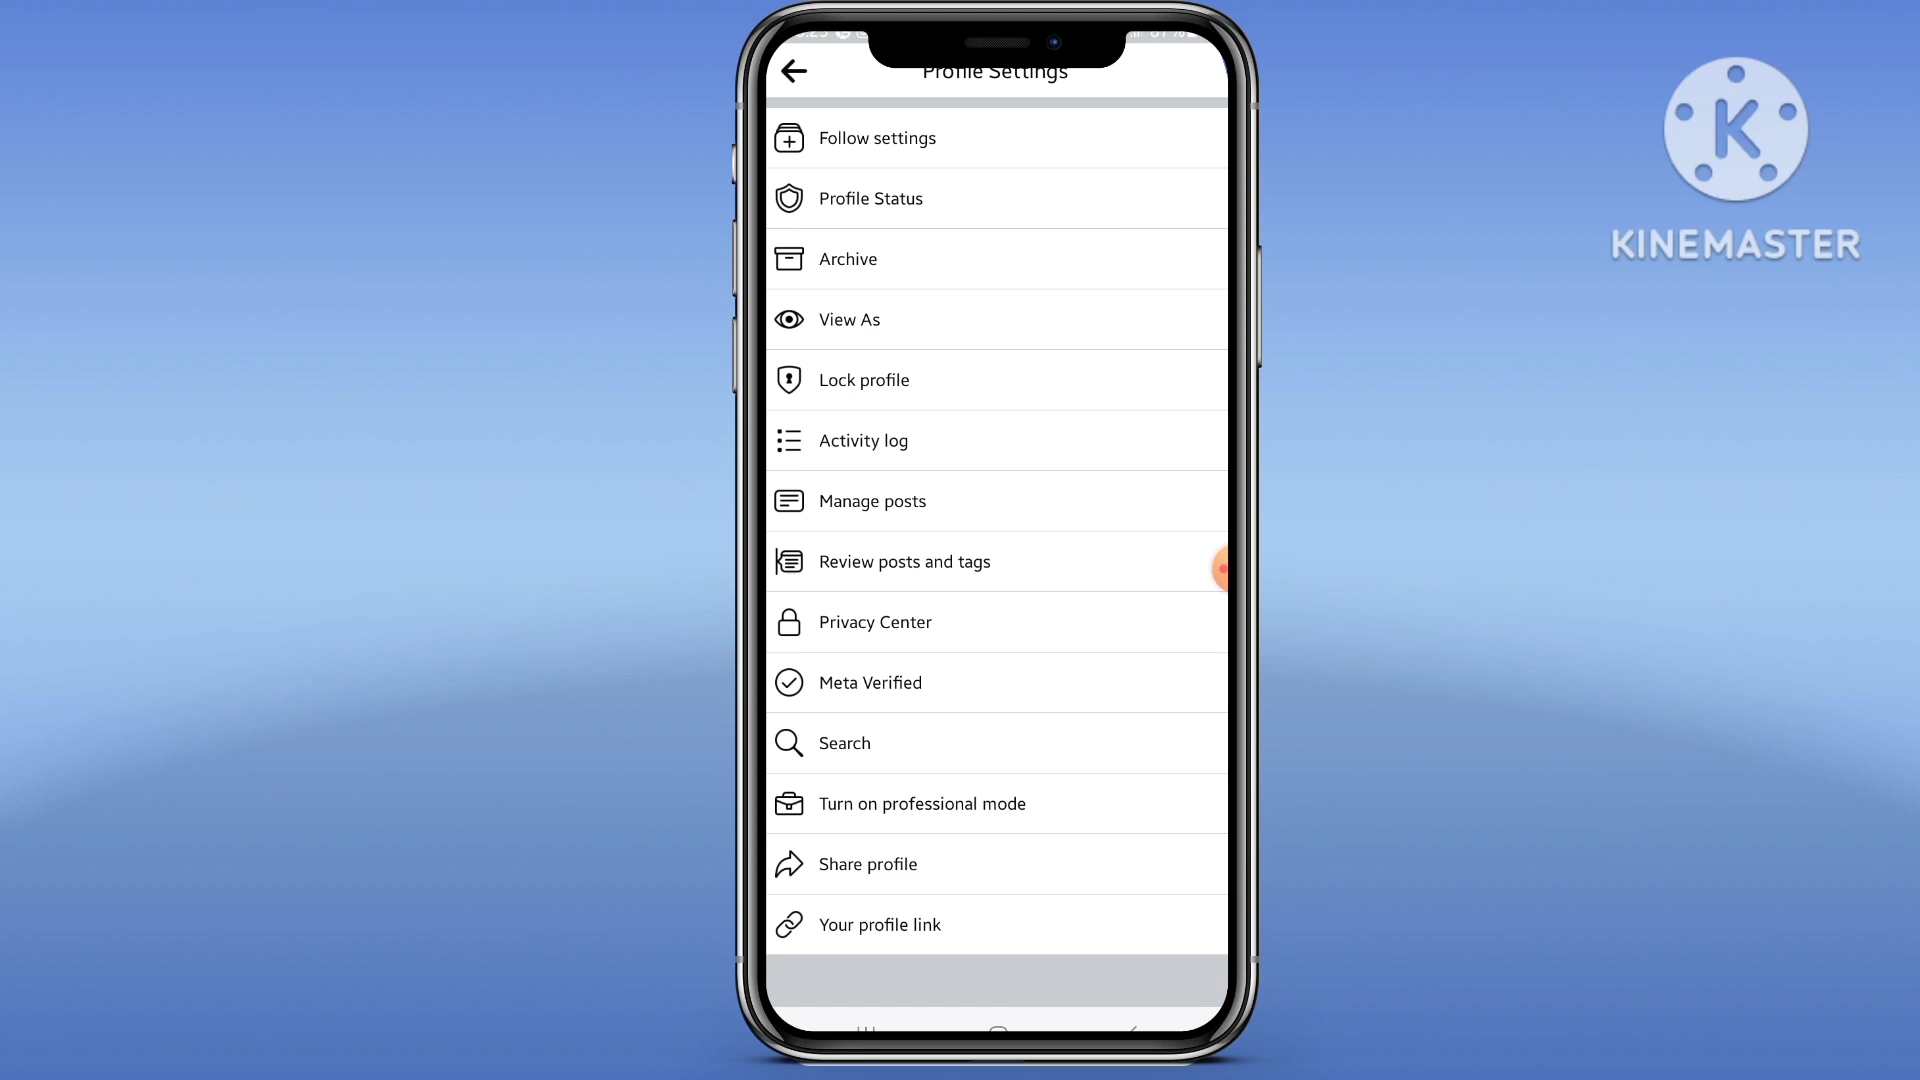 Profile Settings
Follow settings
Profile Status
Archive
View As
Lock profile
Activity log
Manage posts
Review posts and tags
Privacy Center
Meta Verified
Search
Turn on professional mode
Share profile
Your profile link
K
KINEMASTER